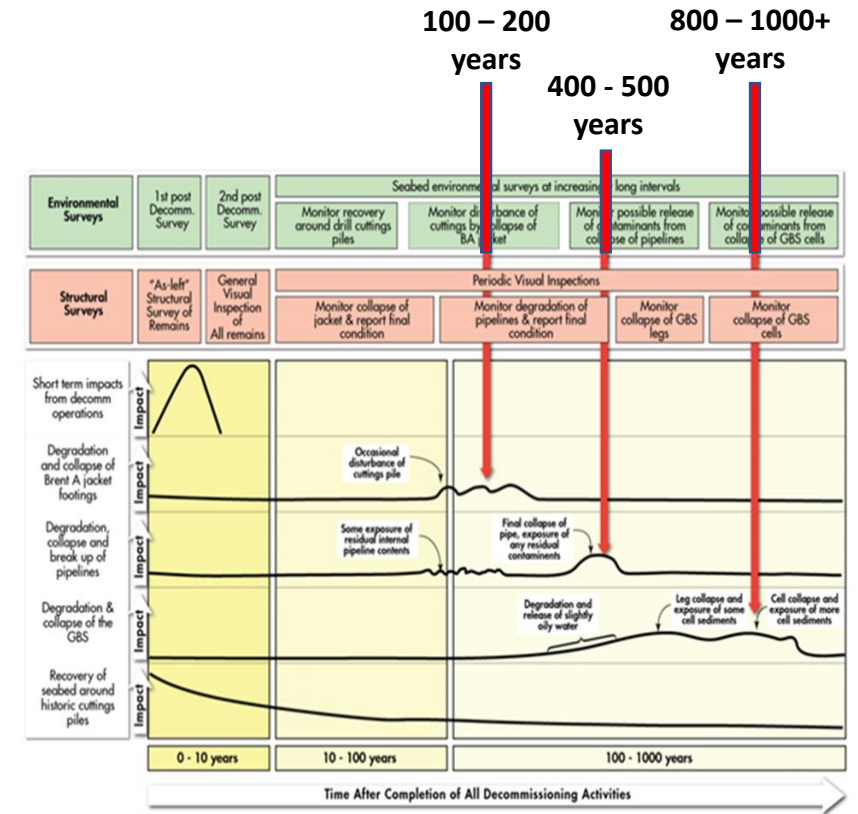 100 – 200
years
800 – 1000+
years
400 - 500
years
Environmental
Surveys
1st post
Decomm.
Survey
2nd post
Decomm.
Survey
Seabed environmental surveys at increasingly long intervals
Monitor recovery
around drill cuttings
piles
Monitor disturbance of
cuttings by collapse of
BA jacket
Monitor possible release
of contaminants from
collapse of pipelines
Monitor possible release
of contaminants from
collapse of GBS cells
Structural
Surveys
"As-left"
Structural
Survey of
Remains
General
Visual
Inspection
of
All remains
Periodic Visual Inspections
Monitor collapse of
jacket & report final
condition
Monitor degradation of
pipelines & report final
condition
Monitor
collapse of GBS
legs
Monitor
collapse of GBS
cells
Short term impacts
from decomm
operations
Impact
Degradation
and collapse of
Brent A jacket
footings
Impact
Occasional
disturbance of
cuttings pile
Degradation,
collapse and
break up of
pipelines
Impact
Some exposure of
residual internal
pipeline contents
Final collapse of
pipe, exposure of
any residual
contaminents
Degradation &
collapse of the
GBS
Impact
Degradation and
release of slightly
oily water
Leg collapse and
exposure of some
cell sediments
Cell collapse and
exposure of more
cell sediments
Recovery of
seabed around
historic cuttings
piles
Impact
0 - 10 years
10 - 100 years
100 - 1000 years
Time After Completion of All Decommissioning Activities